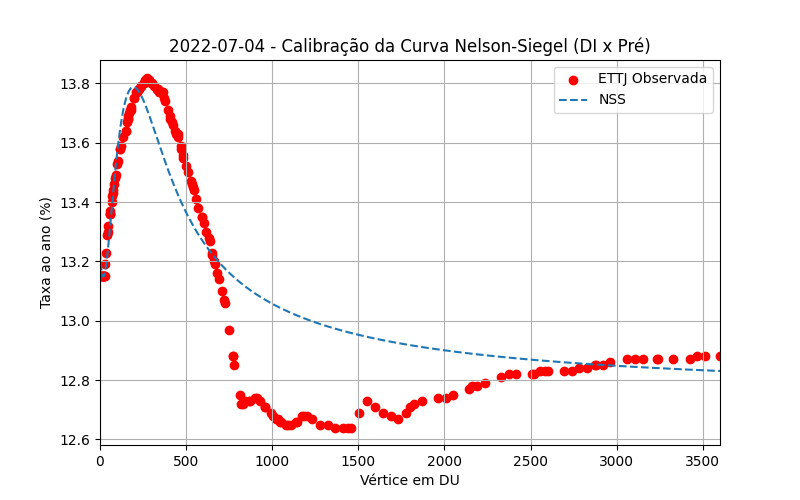 2022-07-04 - Calibração da Curva Nelson-Siegel (DI x Pré)
ETTJ Observada
NSS
Taxa ao ano (%)
13.8
13.6
13.4
13.2
13.0
12.8
12.6
0 500 1000 1500 2000 2500 3000 3500
Vértice em DU